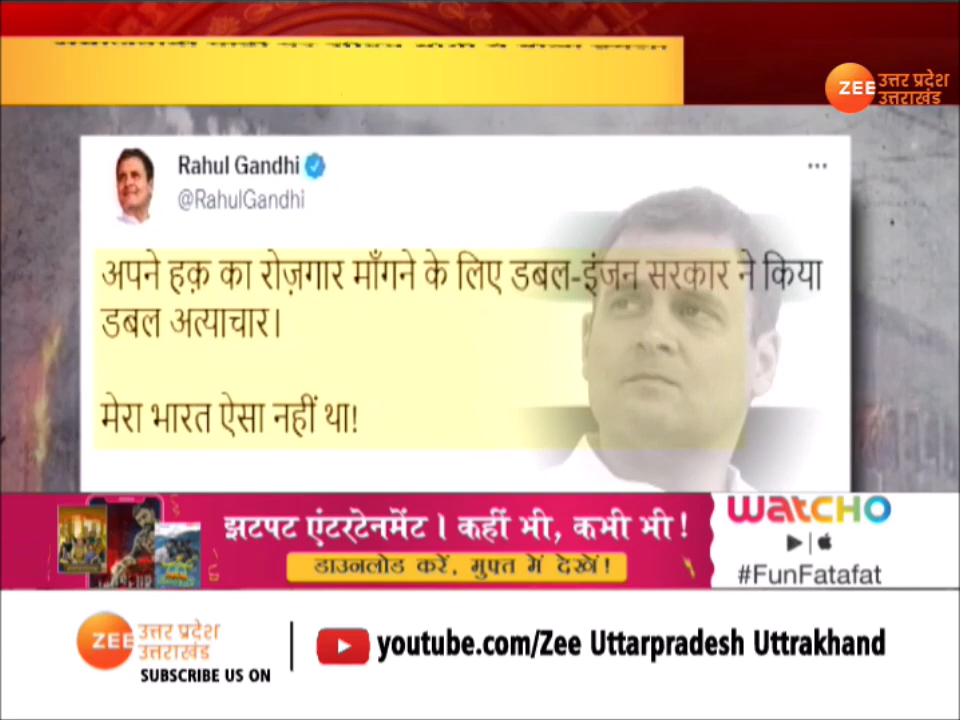 ZEE उत्तर प्रदेश
उत्तराखंड
Rahul Gandhi
@RahulGandhi
अपने हक़ का रोज़गार माँगने के लिए डबल-इंजन सरकार ने किया
डबल अत्याचार।
मेरा भारत ऐसा नहीं था!
झटपट एंटरटेनमेंट। कहीं भी, कभी भी!
डाउनलोड करें, मुफ़्त में देखें!
WATCHO
#FunFatafat
ZEE उत्तर प्रदेश
उत्तराखंड
SUBSCRIBE US ON
youtube.com/Zee Uttarpradesh Uttrakhand